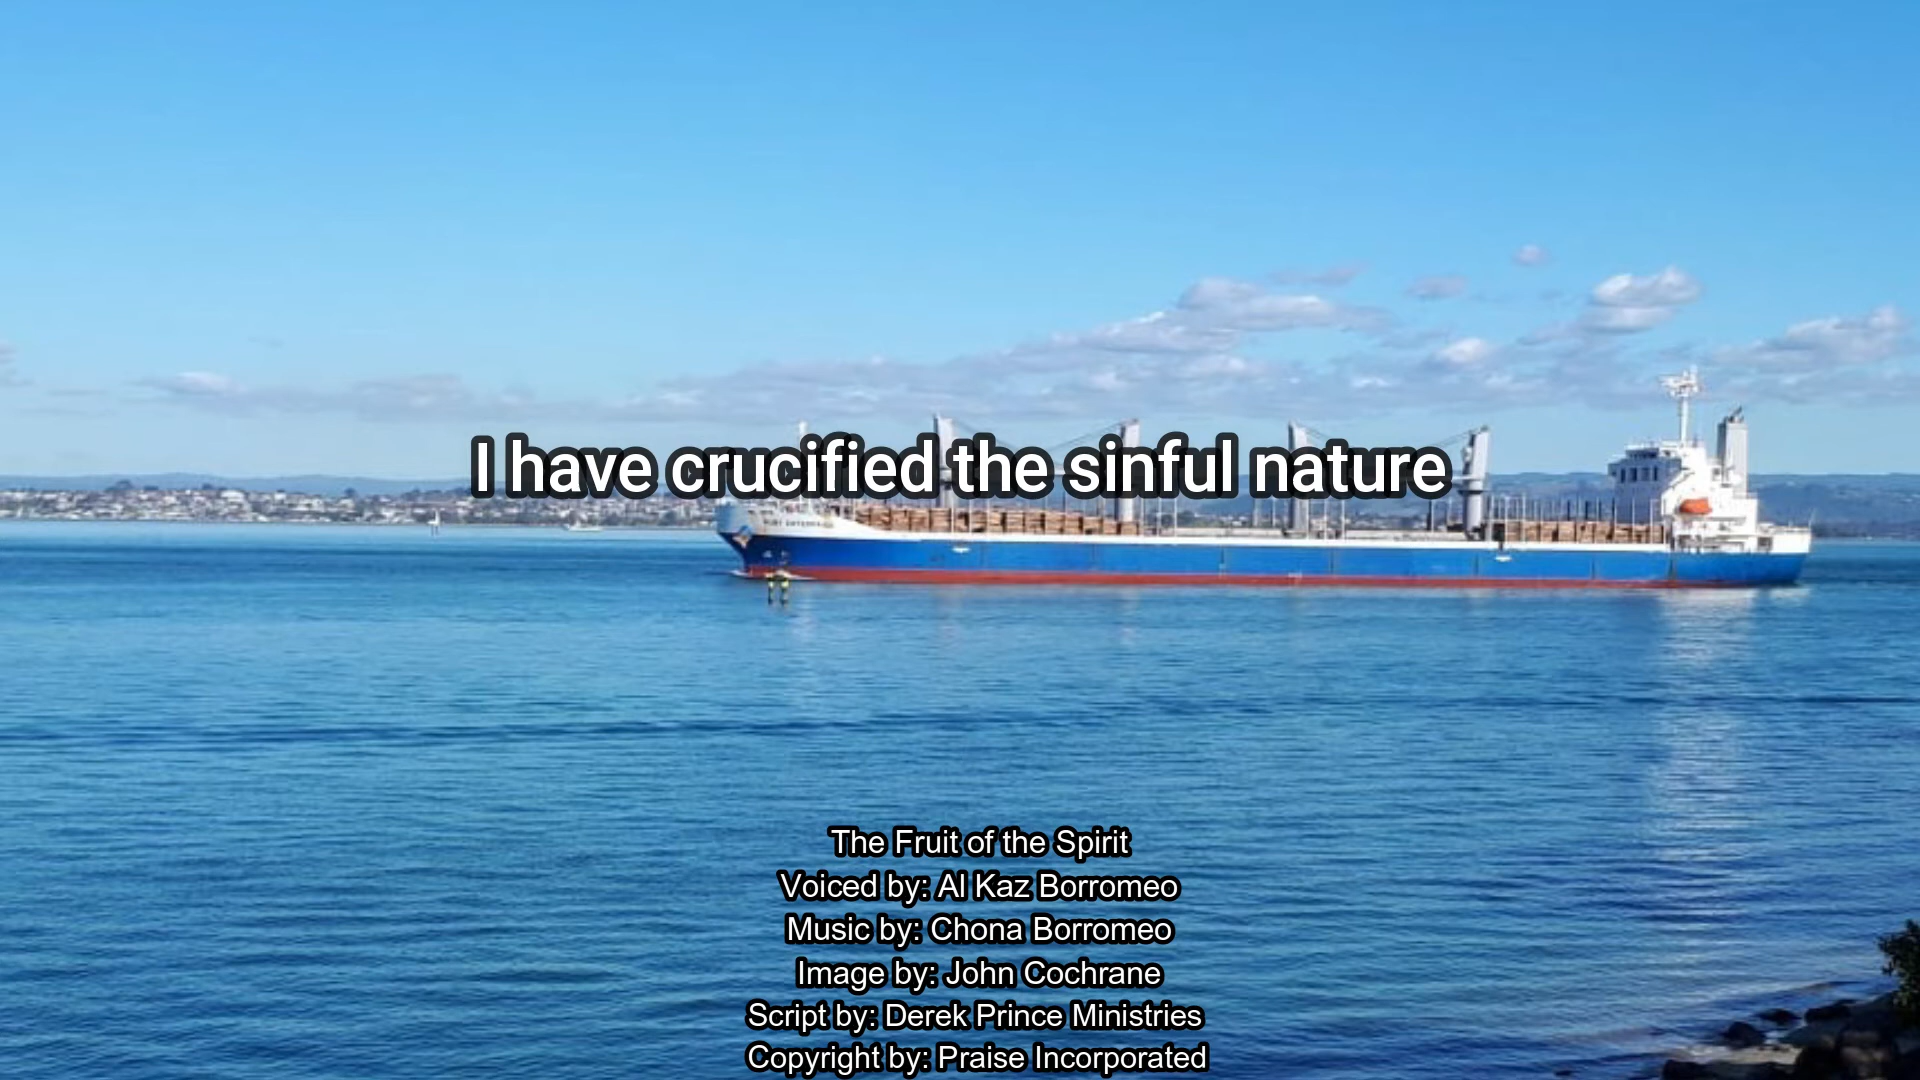 I have crucified the sinful nature
The Fruit of the Spirit
Voiced by: Al Kaz Borromeo
Music by: Chona Borromeo
Image by: John Cochrane
Script by: Derek Prince Ministries
Copyright by: Praise Incorporated